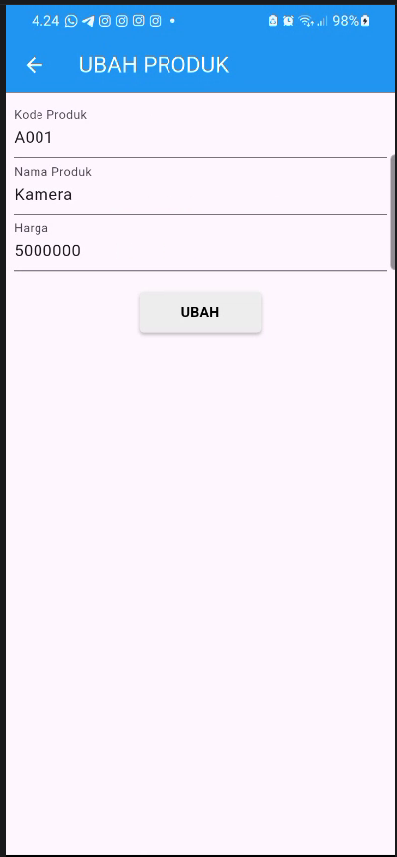 4.24 98%
UBAH PRODUK
Kode Produk
A001
Nama Produk
Kamera
Harga
5000000
UBAH